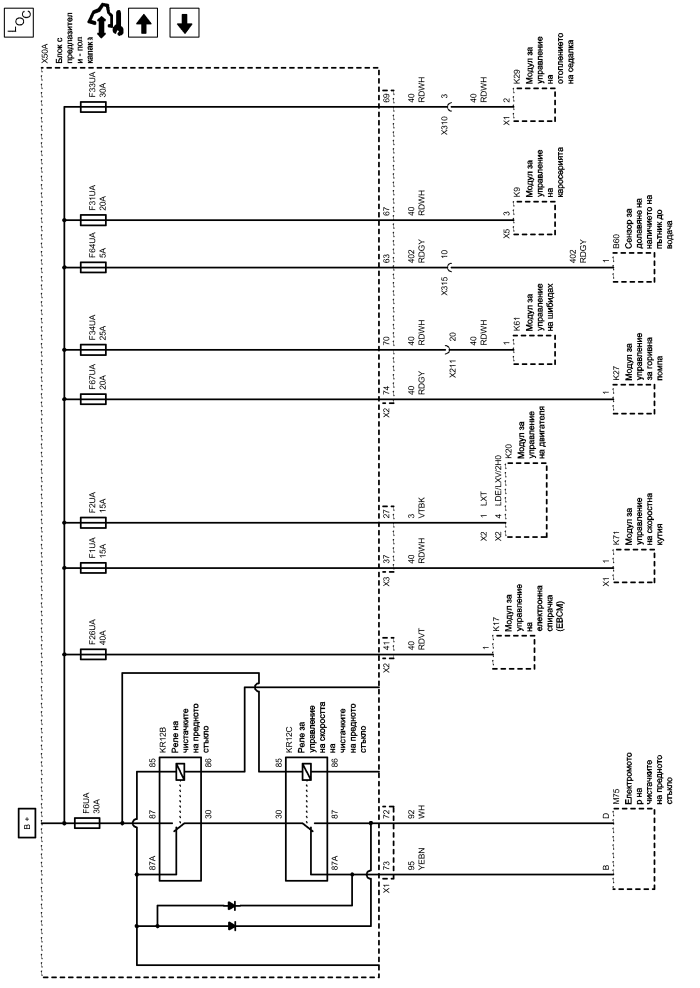 LOC
X50A
Блок с
предпазител
и - пол
капака
F33UA
30A
69
40
RDWH
3
X310
40
RDWH
X1
2
K29
Модул за
управление
на
отоплението
на седалка
F31UA
20A
67
40
RDWH
X5
3
K9
Модул за
управление
на
каросерията
F64UA
5A
63
402
RDGY
10
X315
402
RDGY
1
B60
Сензор за
долавяне на
наличието на
пътник до
водача
F34UA
25A
70
40
RDWH
20
X211
40
RDWH
1
K61
Модул за
управление
на шибидах
F67UA
20A
74
X2
40
RDGY
1
K27
Модул за
управление
за горивна
помпа
F2UA
15A
27
3
VTBK
X2
1
LXT
X2
4
LDE/LXV/2H0
K20
Модул за
управление
на двигателя
F1UA
15A
37
X3
40
RDWH
X1
1
K71
Модул за
управление
на скоростна
кутия
F26UA
40A
41
X2
40
RDVT
1
K17
Модул за
управление
на
електронна
спирачка
(EBCM)
B +
F6UA
30A
KR12B
Реле на
чистачките
на предното
стъкло
85
86
87
30
87A
KR12C
Реле за
управление
на скоростта
на
чистачките
на предното
стъкло
85
86
30
87
87A
72
92
WH
D
73
X1
95
YEBN
B
M75
Електромото
р на
чистачките
на предното
стъкло